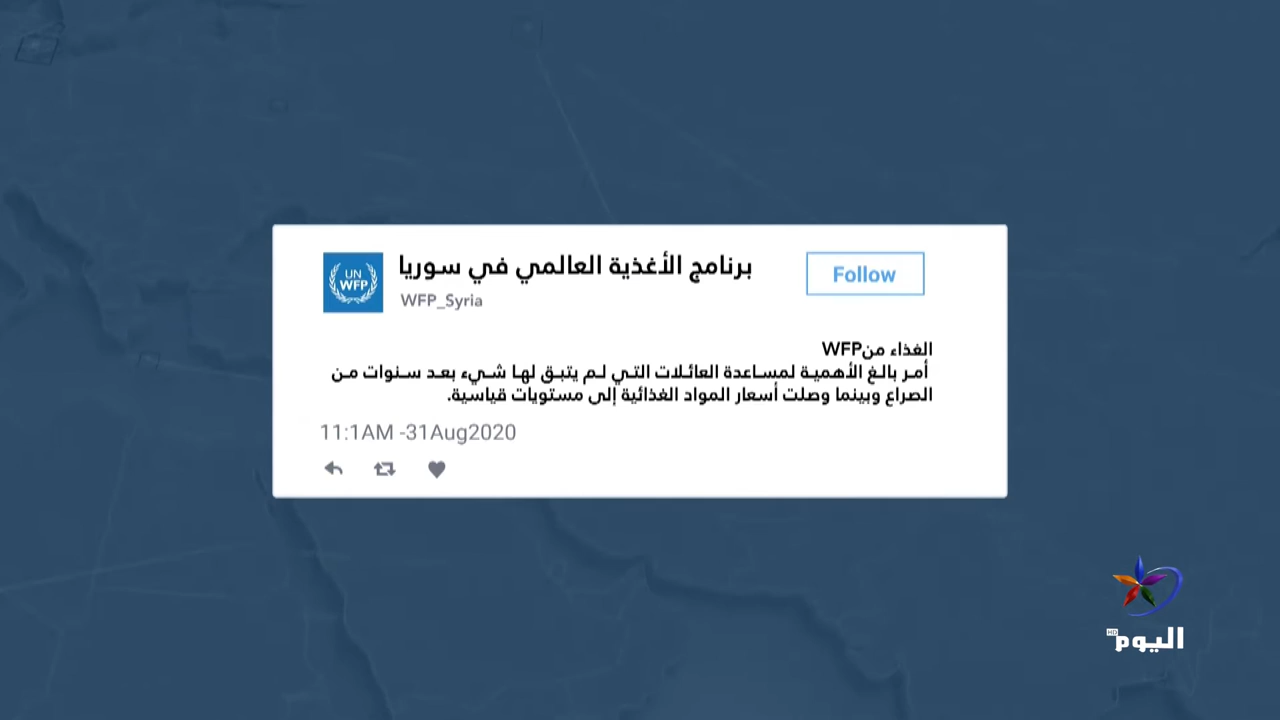 UN
WFP
برنامج الأغذية العالمي في سوريا
WFP_Syria
Follow
الغذاء منWFP
أمر بالغ الأهمية لمساعدة العائلات التي لم يتبق لها شيء بعد سنوات من
الصراع وبينما وصلت أسعار المواد الغذائية إلى مستويات قياسية.
11:1AM -31Aug2020
اليوم HD